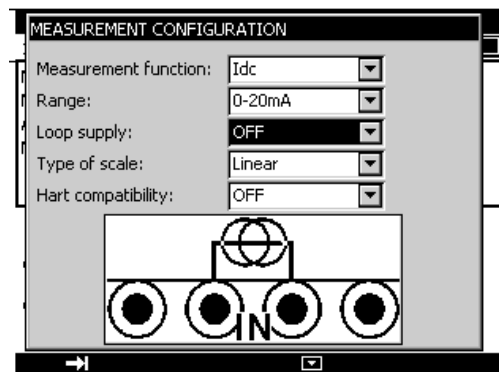 MEASUREMENT CONFIGURATION
Measurement function: Idc
Range: 0-20mA
Loop supply: OFF
Type of scale: Linear
Hart compatibility: OFF
IN